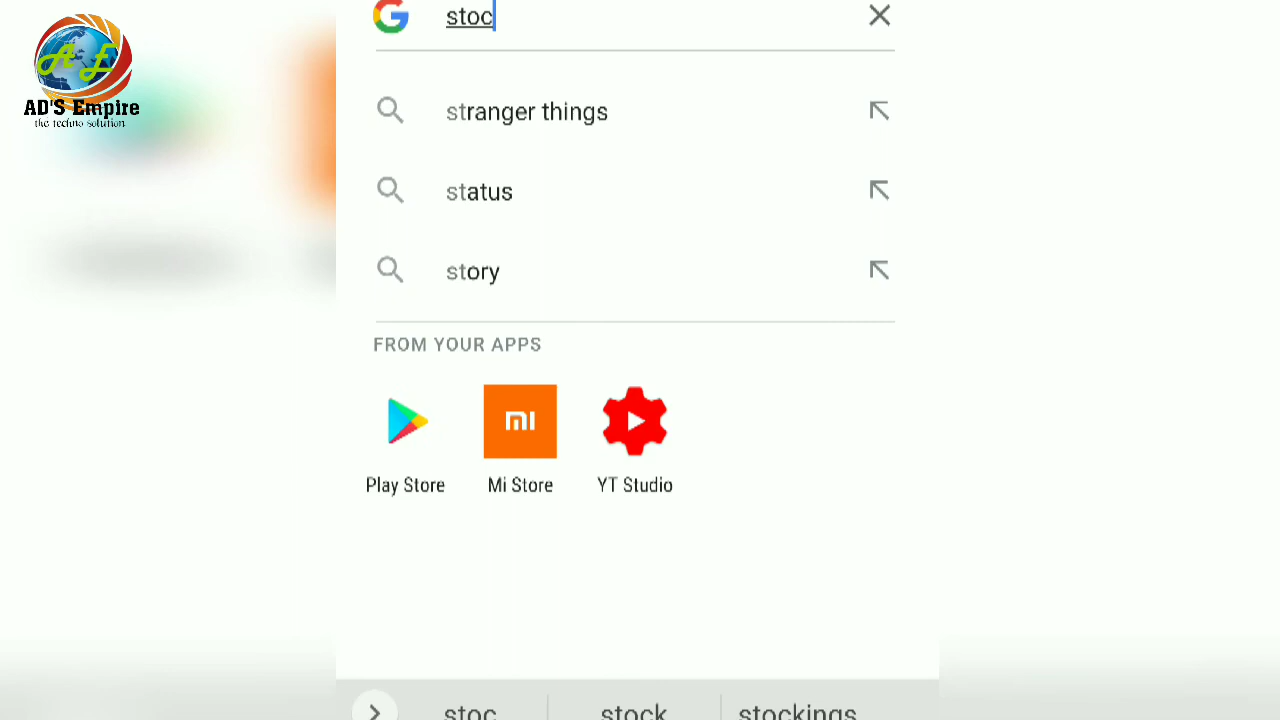 stoc
AD'S Empire
the techno solution
stranger things
status
story
FROM YOUR APPS
Play Store Mi Store YT Studio
stoc stock stockings